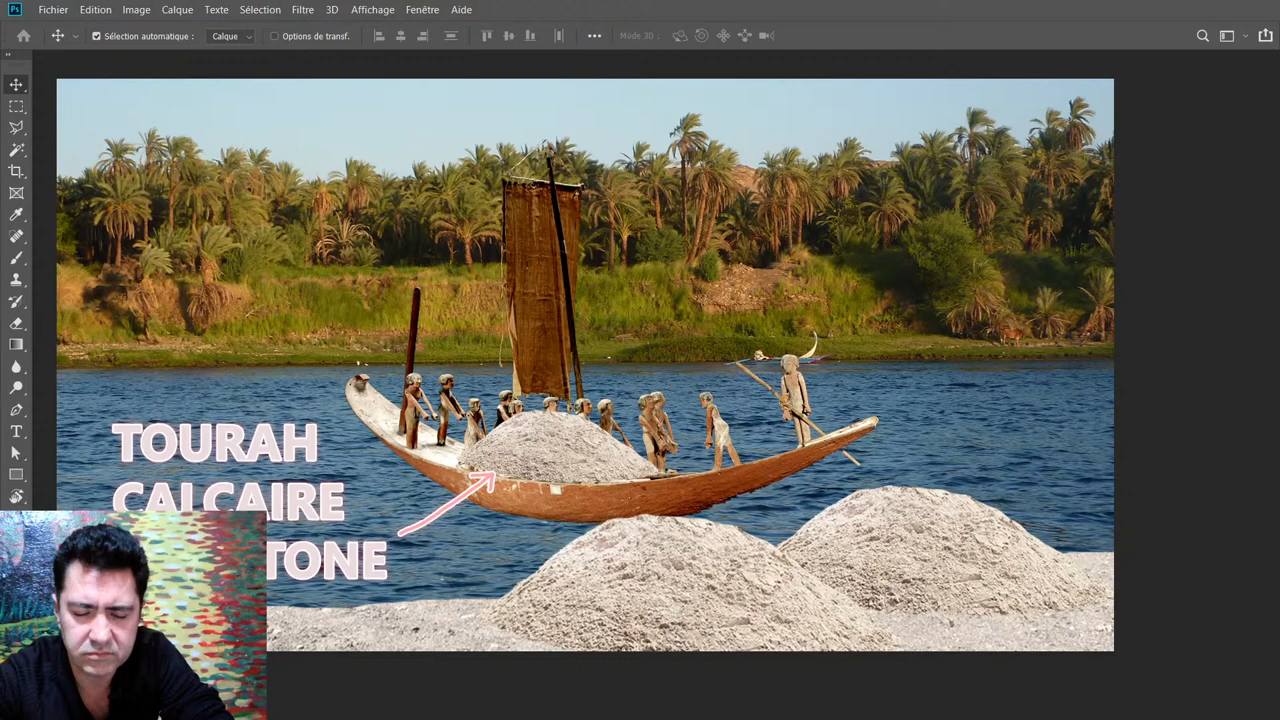 Ps Fichier Edition Image Calque Texte Sélection Filtre 3D Affichage Fenêtre Aide
Sélection automatique : Calque Options de transf. Mode 3D :
TOURAH
CALCAIRE
TONE